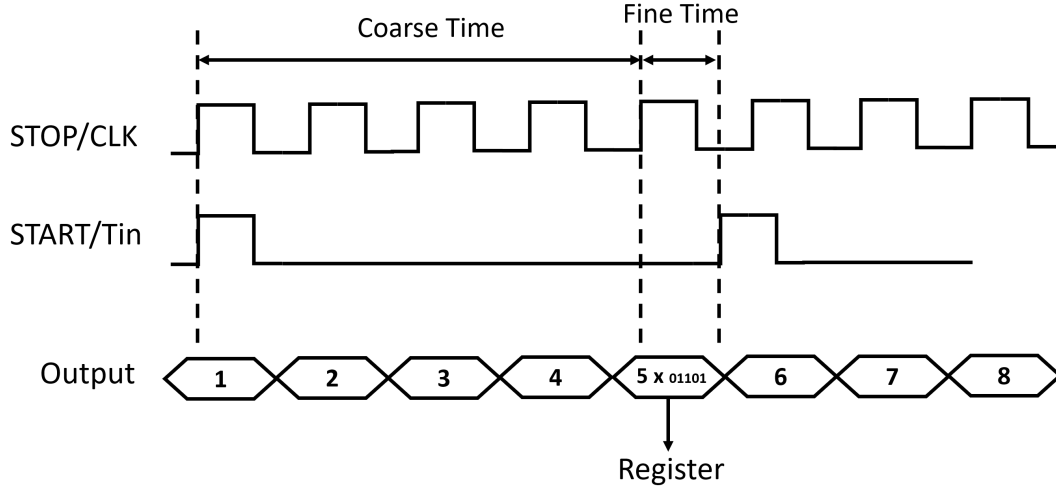 Coarse Time
Fine Time
STOP/CLK
START/Tin
Output
1
2
3
4
5 x 01101
6
7
8
Register